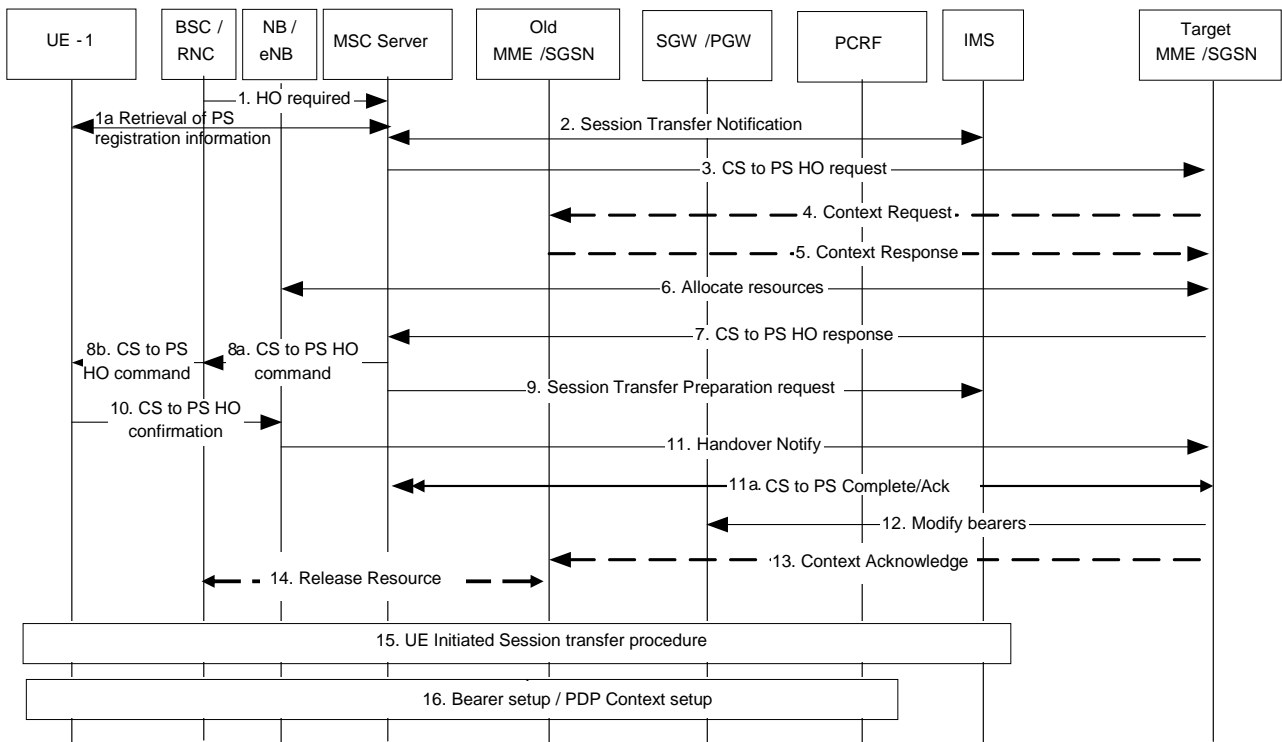 UE - 1
BSC /
RNC
NB /
eNB
MSC Server
Old
MME /SGSN
SGW /PGW
PCRF
IMS
Target
MME /SGSN
1. HO required
1a Retrieval of PS
registration information
2. Session Transfer Notification
3. CS to PS HO request
4. Context Request
5. Context Response
6. Allocate resources
7. CS to PS HO response
8b. CS to PS
HO command
8a. CS to PS HO
command
9. Session Transfer Preparation request
10. CS to PS HO
confirmation
11. Handover Notify
11a. CS to PS Complete/Ack
12. Modify bearers
13. Context Acknowledge
14. Release Resource
15. UE Initiated Session transfer procedure
16. Bearer setup / PDP Context setup